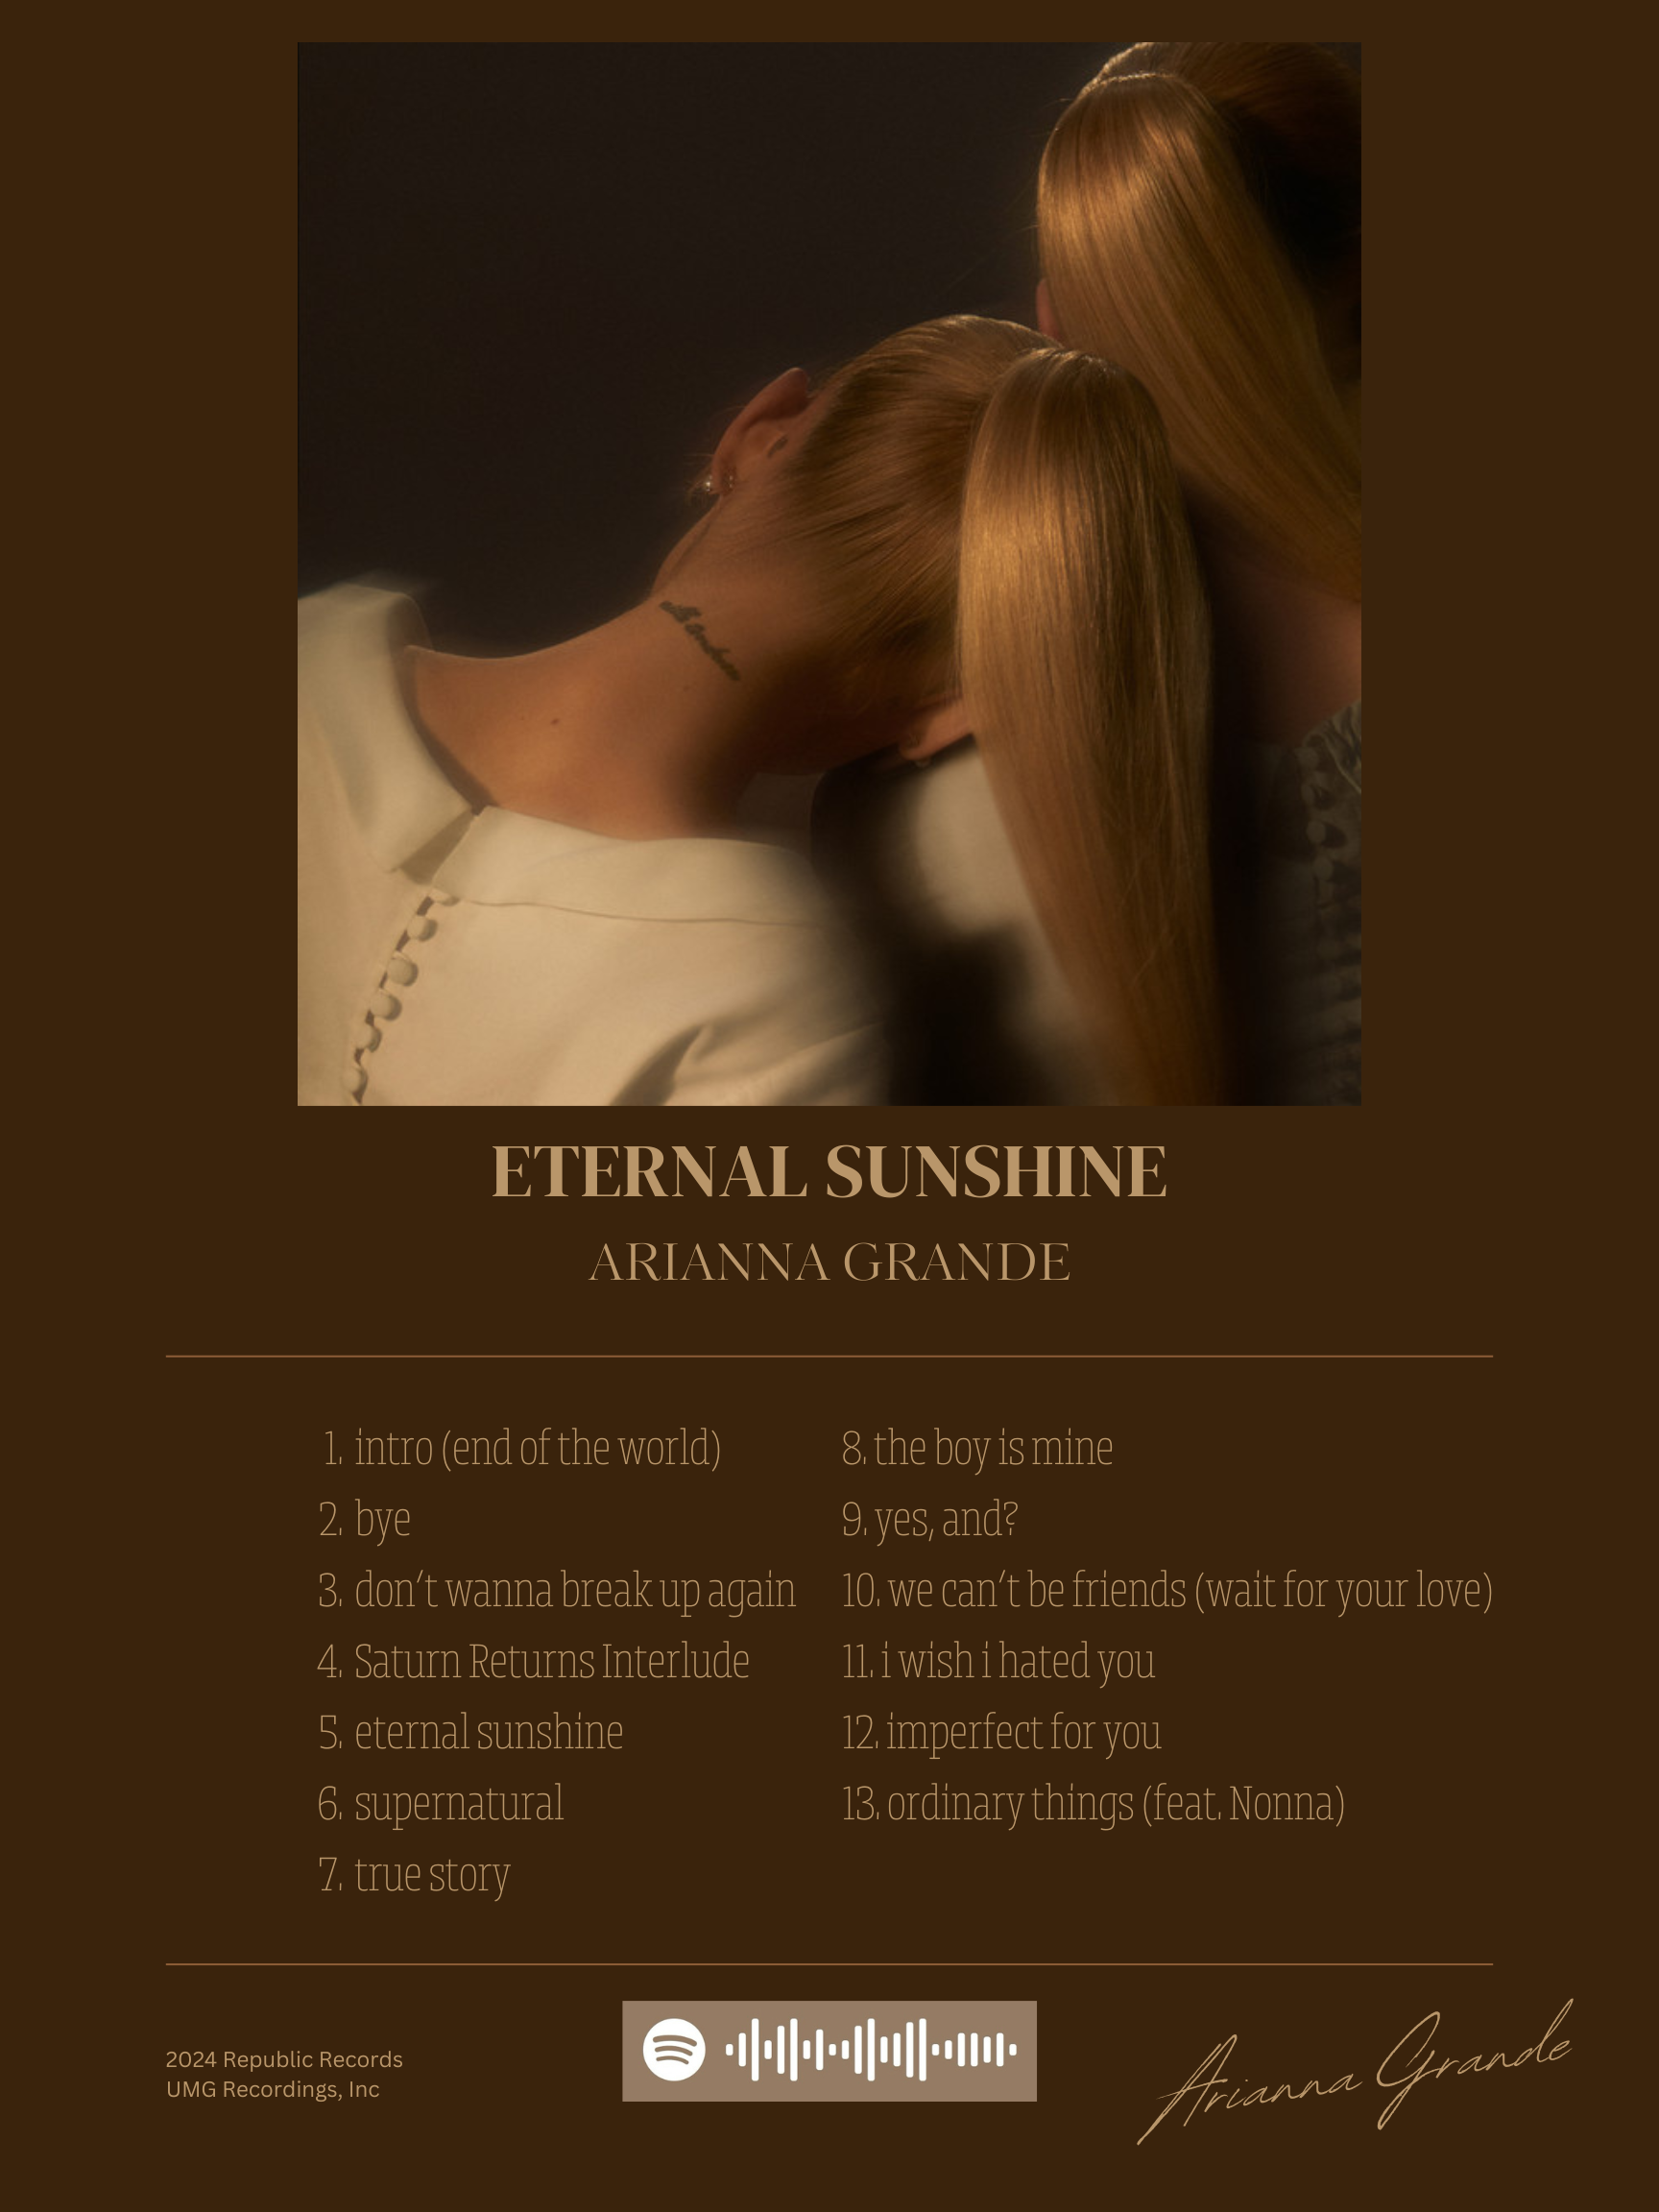 ETERNAL SUNSHINE
ARIANNA GRANDE
1. intro (end of the world)
2. bye
3. don't wanna break up again
4. Saturn Returns Interlude
5. eternal sunshine
6. supernatural
7. true story
8. the boy is mine
9. yes, and?
10. we can't be friends (wait for your love)
11. i wish i hated you
12. imperfect for you
13. ordinary things (feat. Nonna)
2024 Republic Records
UMG Recordings, Inc
Arianna Grande